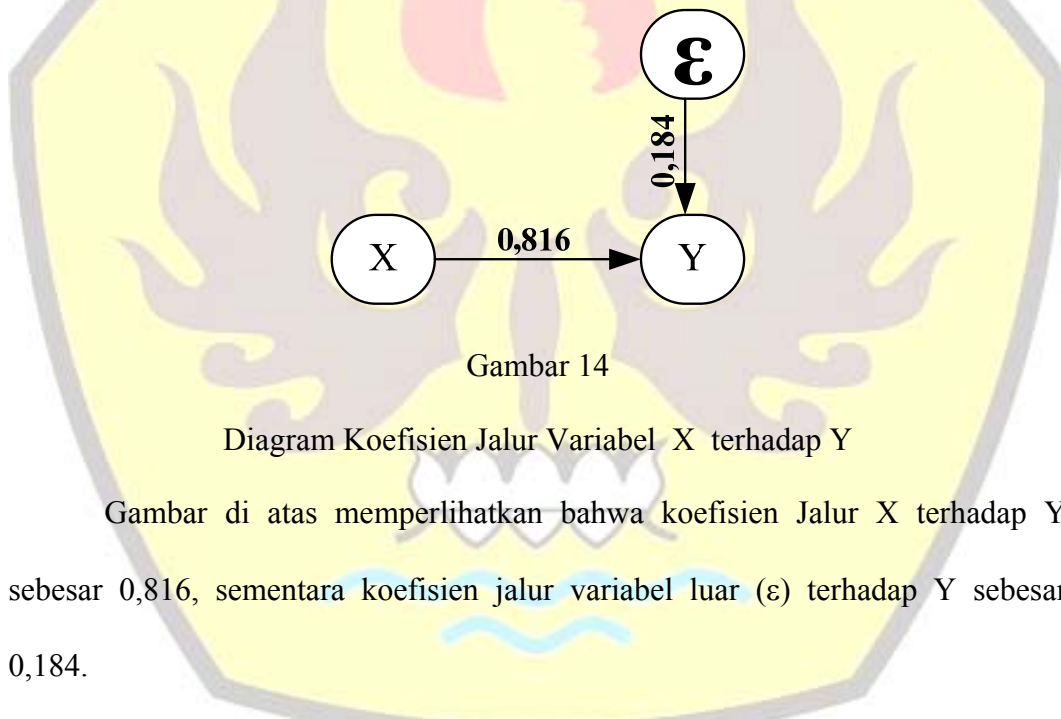 ε
0,184
X
0,816
Y
Gambar 14
Diagram Koefisien Jalur Variabel X terhadap Y
Gambar di atas memperlihatkan bahwa koefisien Jalur X terhadap Y
sebesar 0,816, sementara koefisien jalur variabel luar (ε) terhadap Y sebesar
0,184.